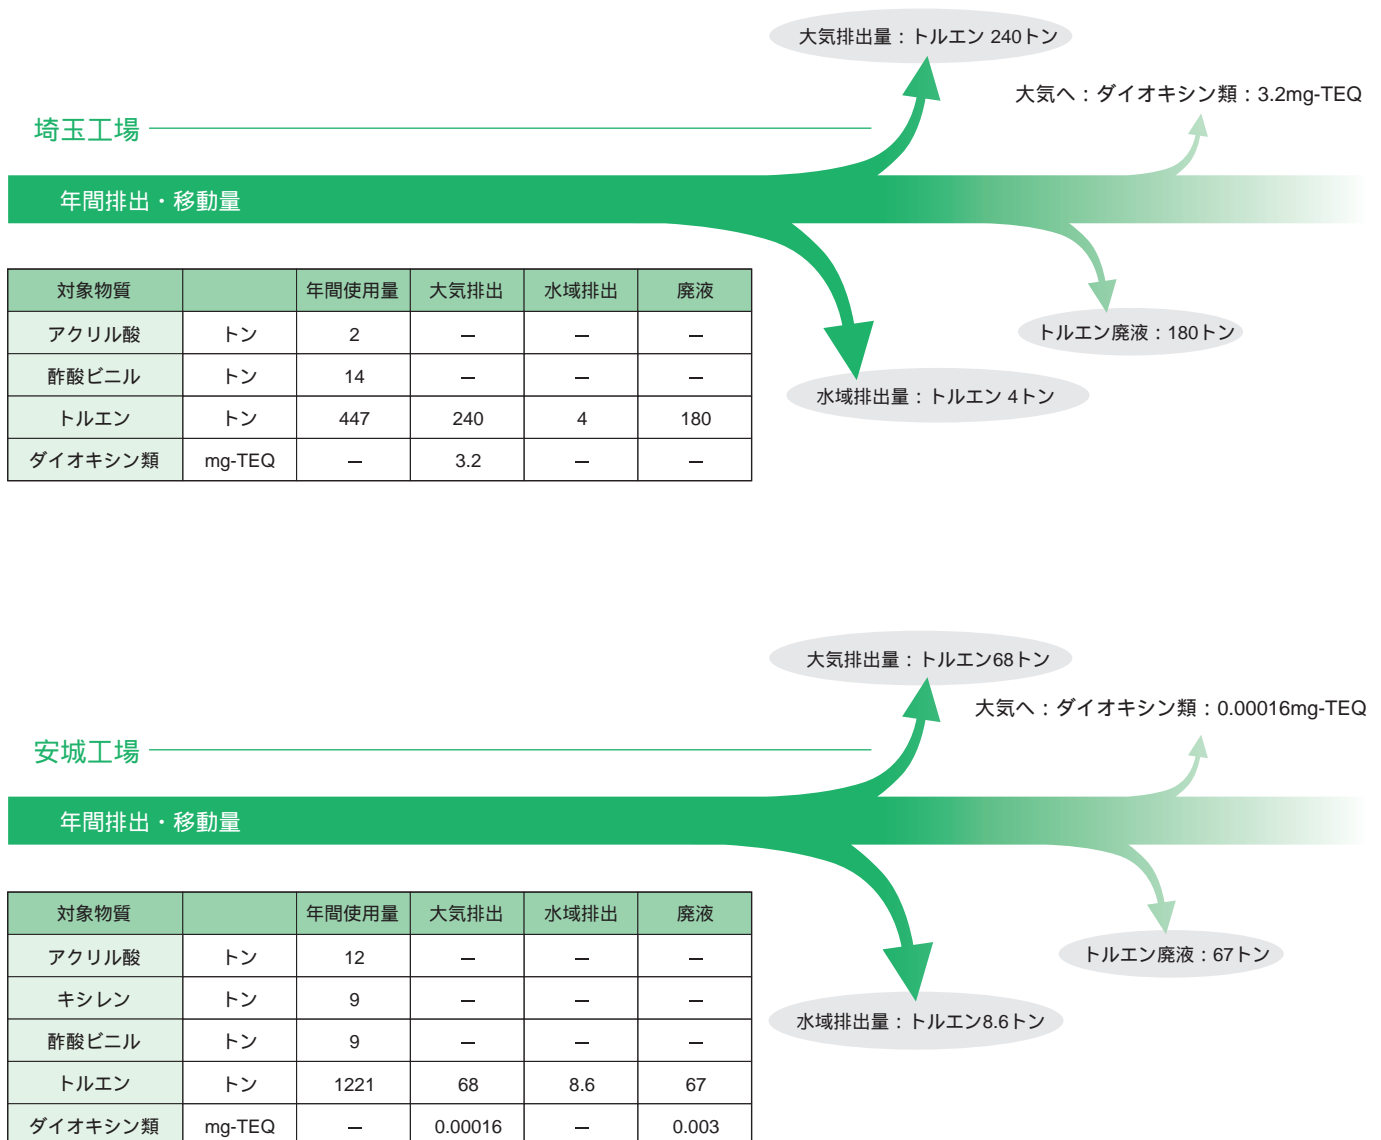 大気排出量：トルエン 240トン
大気へ：ダイオキシン類：3.2mg-TEQ
埼玉工場
年間排出・移動量
対象物質 年間使用量 大気排出 水域排出 廃液
アクリル酸 トン 2 － － －
酢酸ビニル トン 14 － － －
トルエン トン 447 240 4 180
ダイオキシン類 mg-TEQ － 3.2 － －
トルエン廃液：180トン
水域排出量：トルエン 4トン
大気排出量：トルエン68トン
大気へ：ダイオキシン類：0.00016mg-TEQ
安城工場
年間排出・移動量
対象物質 年間使用量 大気排出 水域排出 廃液
アクリル酸 トン 12 － － －
キシレン トン 9 － － －
酢酸ビニル トン 9 － － －
トルエン トン 1221 68 8.6 67
ダイオキシン類 mg-TEQ － 0.00016 － 0.003
トルエン廃液：67トン
水域排出量：トルエン8.6トン